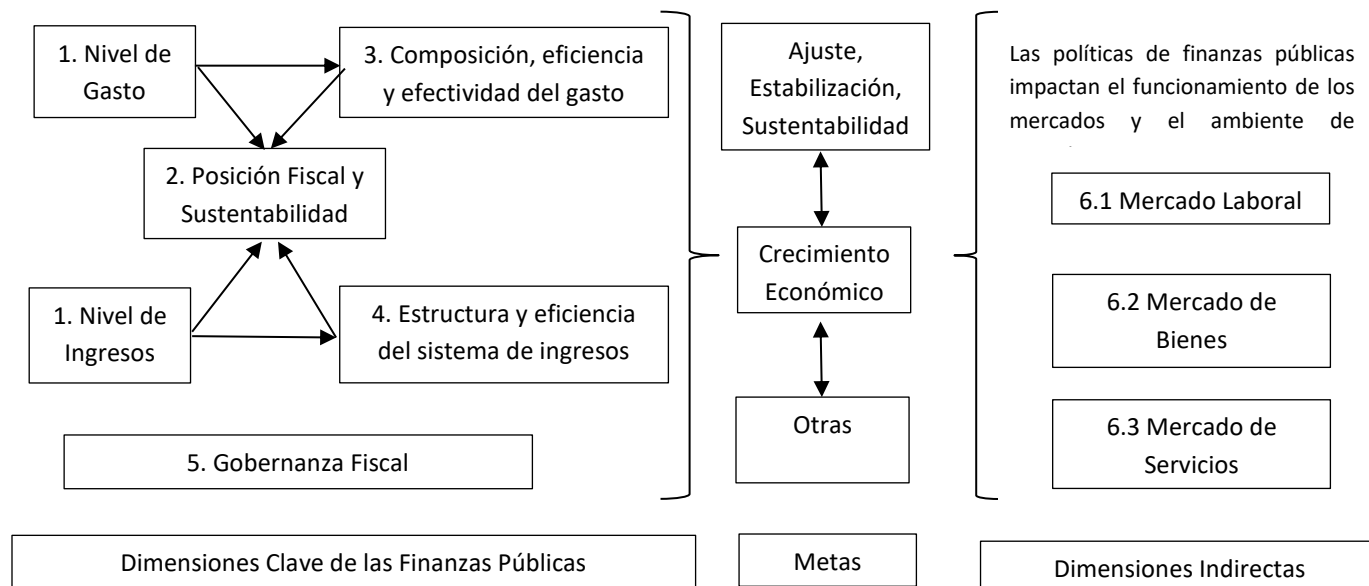 1. Nivel de
Gasto
3. Composición, eficiencia
y efectividad del gasto
2. Posición Fiscal y
Sustentabilidad
1. Nivel de
Ingresos
4. Estructura y eficiencia
del sistema de ingresos
5. Gobernanza Fiscal
Dimensiones Clave de las Finanzas Públicas
Ajuste,
Estabilización,
Sustentabilidad
Crecimiento
Económico
Otras
Metas
Las políticas de finanzas públicas
impactan el funcionamiento de los
mercados y el ambiente de
6.1 Mercado Laboral
6.2 Mercado de
Bienes
6.3 Mercado de
Servicios
Dimensiones Indirectas